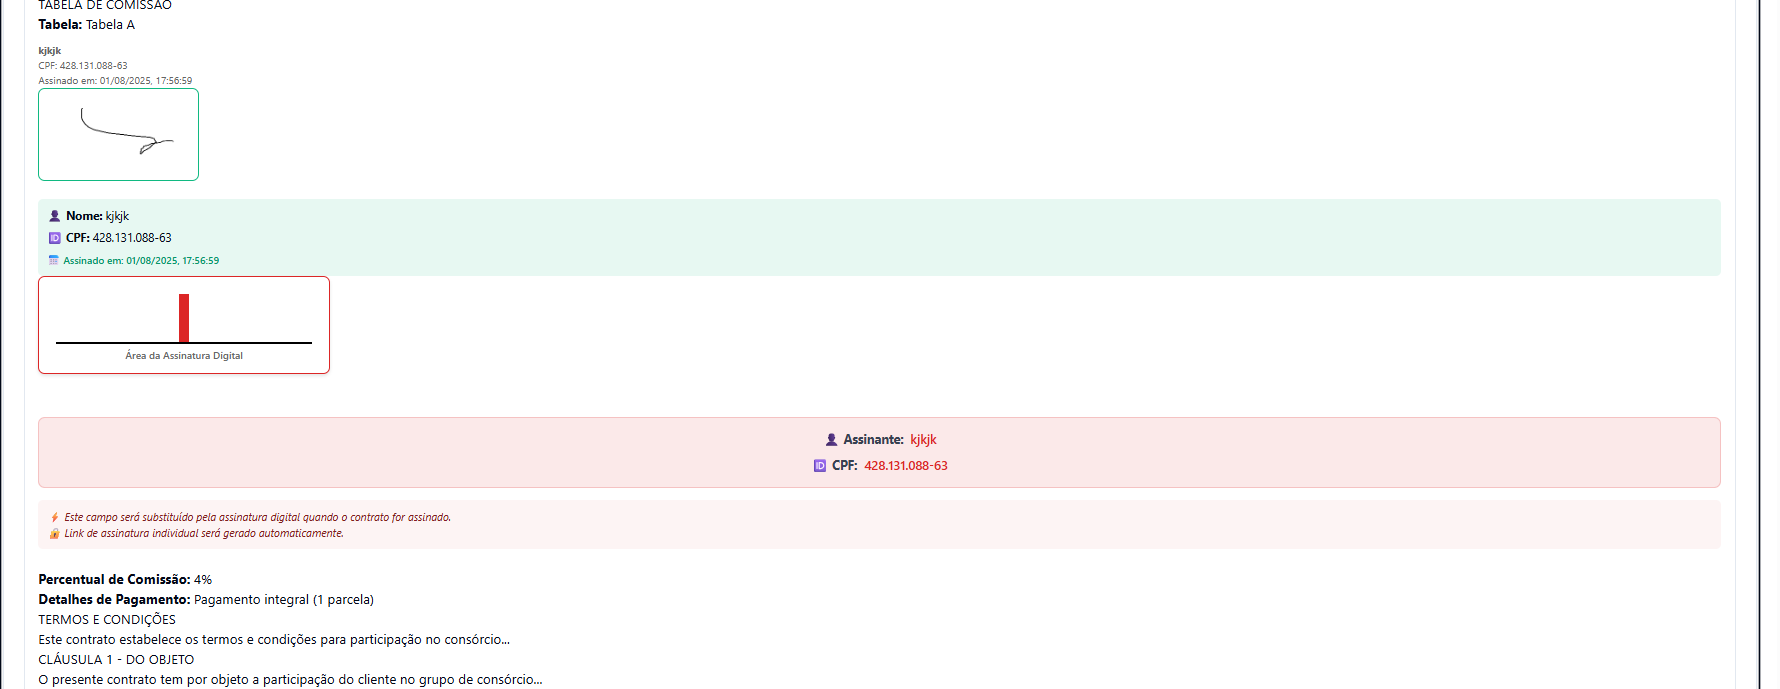 TABELA DE COMISSÃO
Tabela: Tabela A
kjkjk
CPF: 428.131.088-63
Assinado em: 01/08/2025, 17:56:59
Nome: kjkjk
CPF: 428.131.088-63
Assinado em: 01/08/2025, 17:56:59
Área da Assinatura Digital
Assinante: kjkjk
CPF: 428.131.088-63
Este campo será substituído pela assinatura digital quando o contrato for assinado.
Link de assinatura individual será gerado automaticamente.
Percentual de Comissão: 4%
Detalhes de Pagamento: Pagamento integral (1 parcela)
TERMOS E CONDIÇÕES
Este contrato estabelece os termos e condições para participação no consórcio...
CLÁUSULA 1 - DO OBJETO
O presente contrato tem por objeto a participação do cliente no grupo de consórcio...